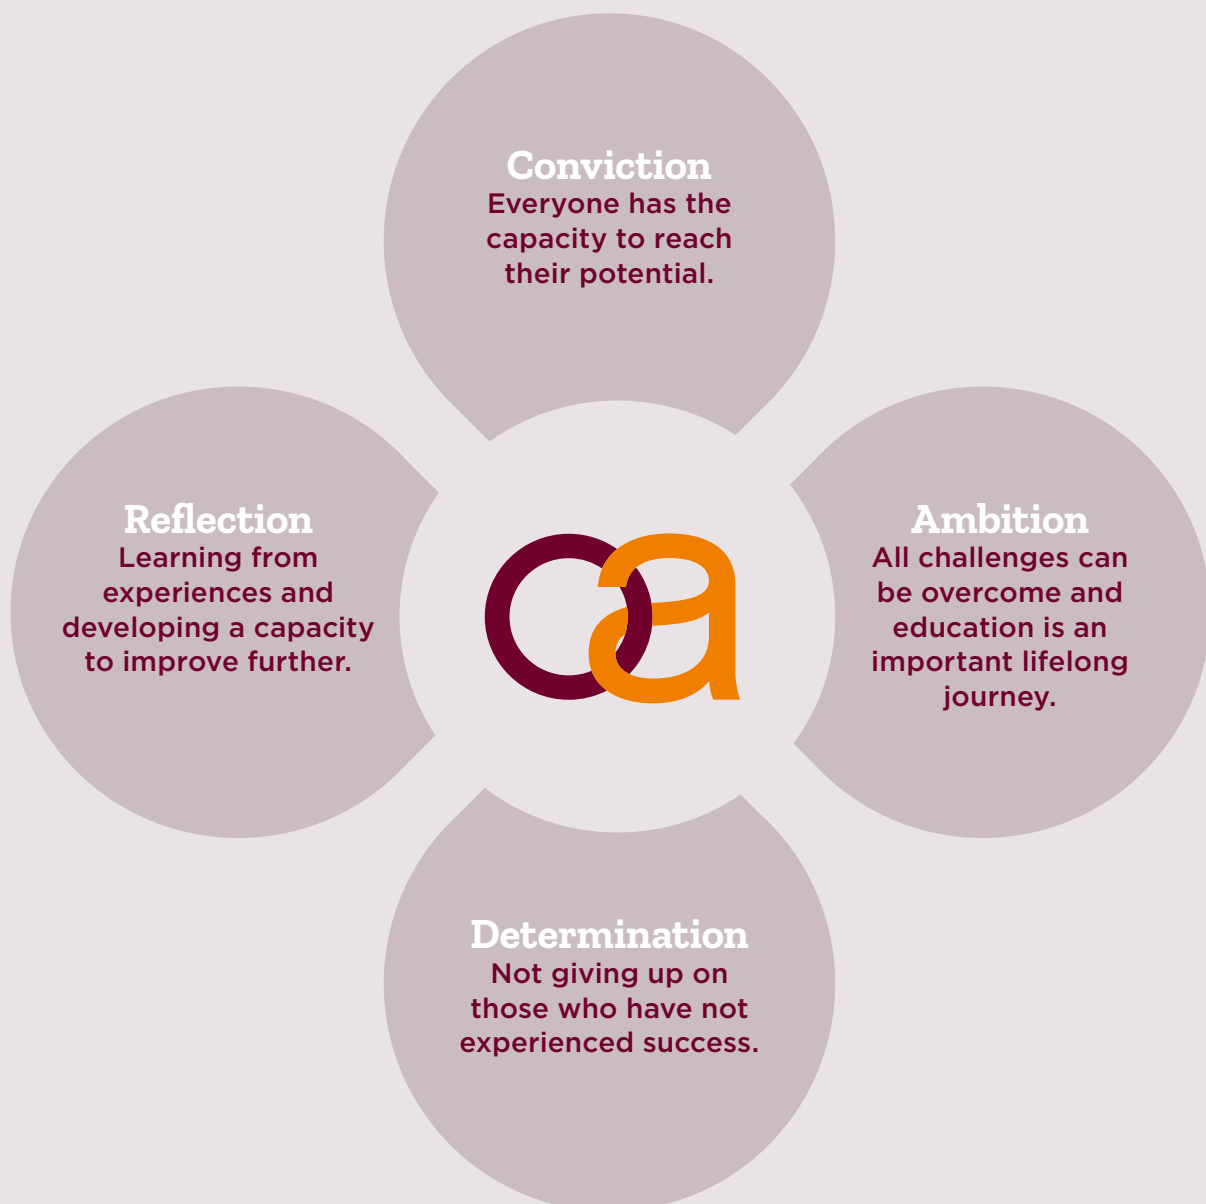 Conviction
Everyone has the
capacity to reach
their potential.
Reflection
Learning from
experiences and
developing a capacity
to improve further.
oa
Ambition
All challenges can
be overcome and
education is an
important lifelong
journey.
Determination
Not giving up on
those who have not
experienced success.